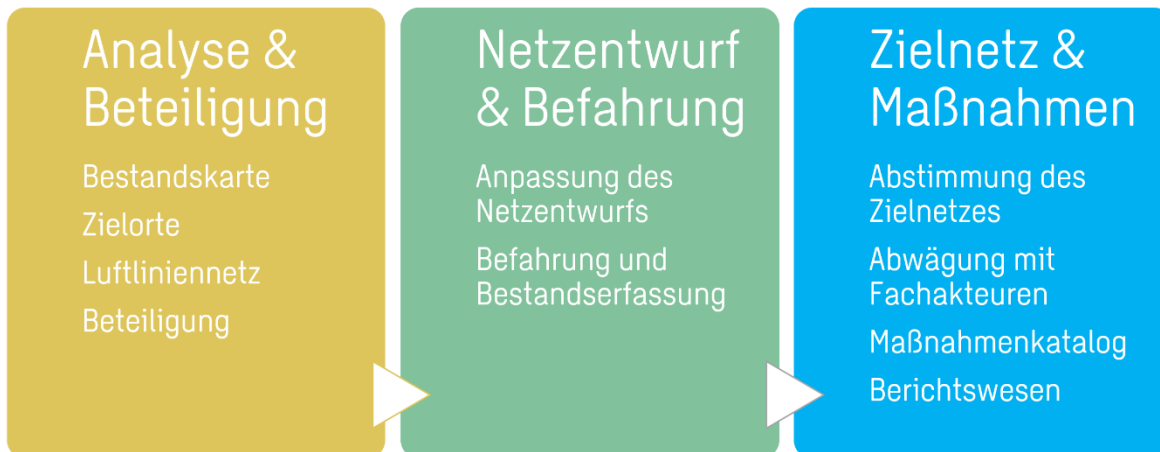 Analyse &
Beteiligung
Bestandskarte
Zielorte
Luftliniennetz
Beteiligung
Netzentwurf
& Befahrung
Anpassung des
Netzentwurfs
Befahrung und
Bestandserfassung
Zielnetz &
Maßnahmen
Abstimmung des
Zielnetzes
Abwägung mit
Fachakteuren
Maßnahmenkatalog
Berichtswesen